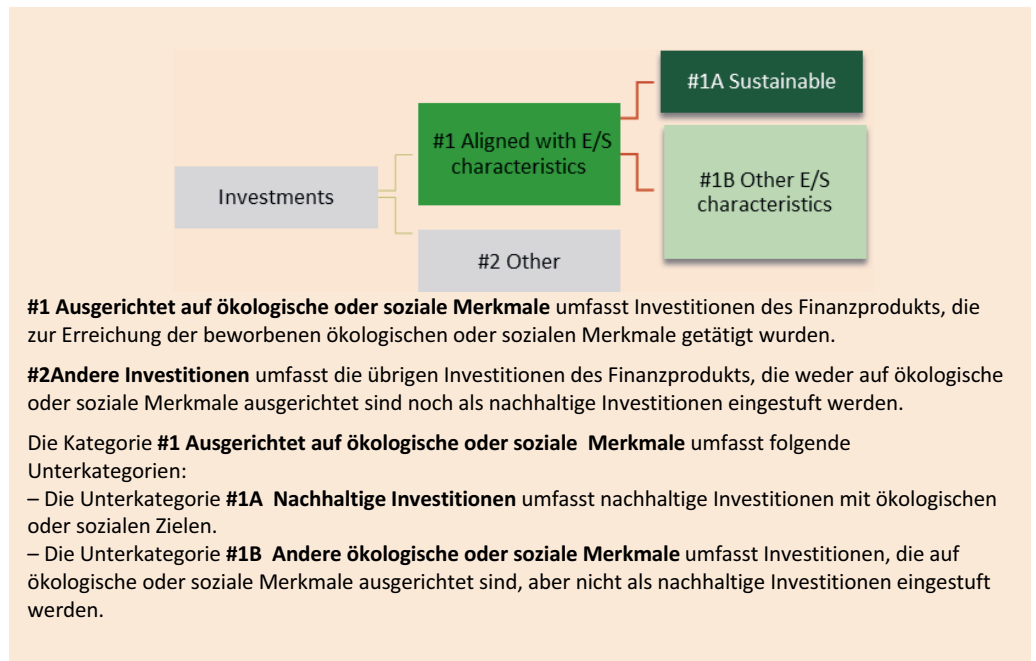 #1A Sustainable
#1 Aligned with E/S
characteristics
#1B Other E/S
characteristics
Investments
#2 Other
#1 Ausgerichtet auf ökologische oder soziale Merkmale umfasst Investitionen des Finanzprodukts, die
zur Erreichung der beworbenen ökologischen oder sozialen Merkmale getätigt wurden.
#2Andere Investitionen umfasst die übrigen Investitionen des Finanzprodukts, die weder auf ökologische
oder soziale Merkmale ausgerichtet sind noch als nachhaltige Investitionen eingestuft werden.
Die Kategorie #1 Ausgerichtet auf ökologische oder soziale Merkmale umfasst folgende
Unterkategorien:
– Die Unterkategorie #1A Nachhaltige Investitionen umfasst nachhaltige Investitionen mit ökologischen
oder sozialen Zielen.
– Die Unterkategorie #1B Andere ökologische oder soziale Merkmale umfasst Investitionen, die auf
ökologische oder soziale Merkmale ausgerichtet sind, aber nicht als nachhaltige Investitionen eingestuft
werden.